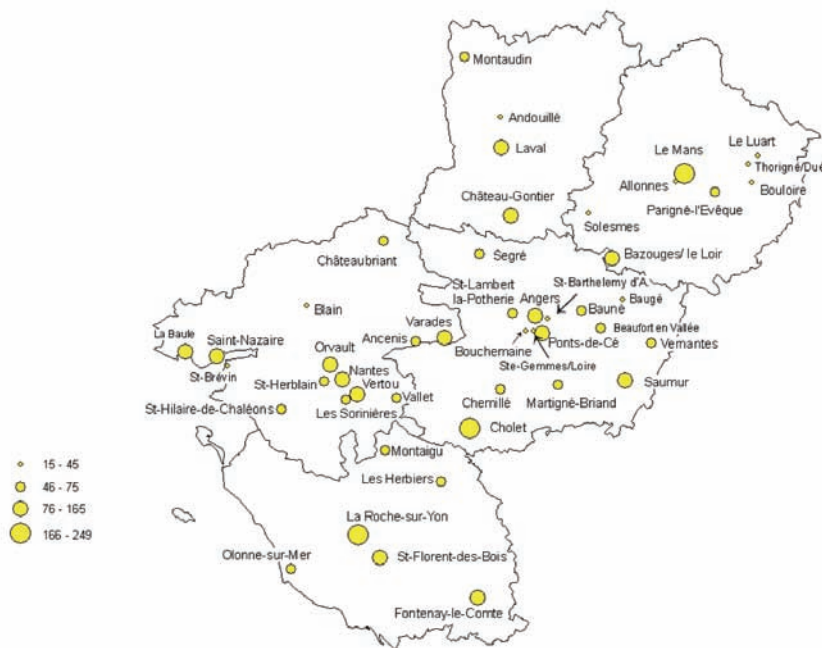 Montaudin
Andouillé
Laval
Château-Gontier
Le Mans
Le Luart
Thorigné/Dué
Allonnes
Bouloire
Parigné-l'Evêque
Solesmes
Bazouges/ le Loir
Châteaubriant
Segré
St-Barthelemy d'A.
St-Lambert
la-Potherie
Angers
Bauné
Baugé
Blain
Varades
Ancenis
Beaufort en Vallée
Ponts-de-Cé
Vernantes
Bouchemaine
Ste-Gemmes/Loire
La Baule
Saint-Nazaire
St-Brévin
Orvault
Nantes
St-Herblain
Vertou
Vallet
St-Hilaire-de-Chaléons
Les Sorinières
Chemillé
Martigné-Briand
Saumur
Cholet
Montaigu
Les Herbiers
La Roche-sur-Yon
St-Florent-des-Bois
Olonne-sur-Mer
Fontenay-le-Comte
15 - 45
46 - 75
76 - 165
166 - 249